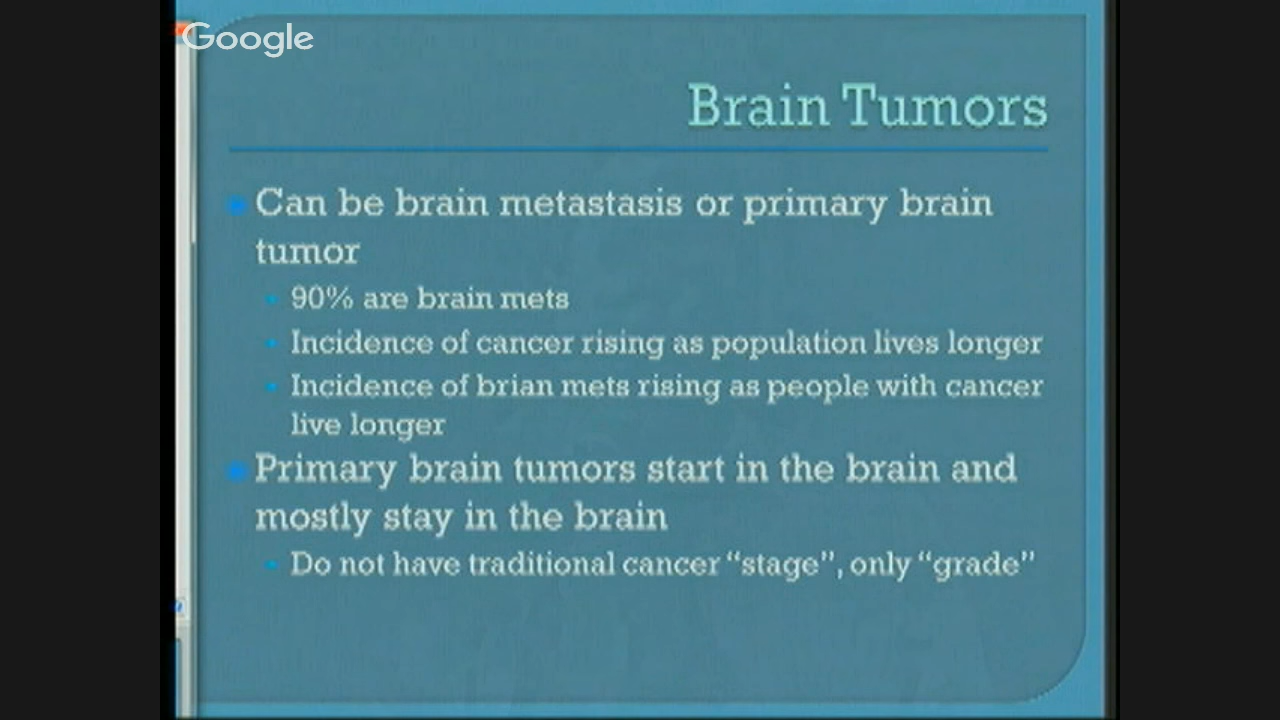 Google
Brain Tumors
Can be brain metastasis or primary brain
tumor
90% are brain mets
Incidence of cancer rising as population lives longer
Incidence of brian mets rising as people with cancer
live longer
Primary brain tumors start in the brain and
mostly stay in the brain
Do not have traditional cancer “stage”, only “grade”